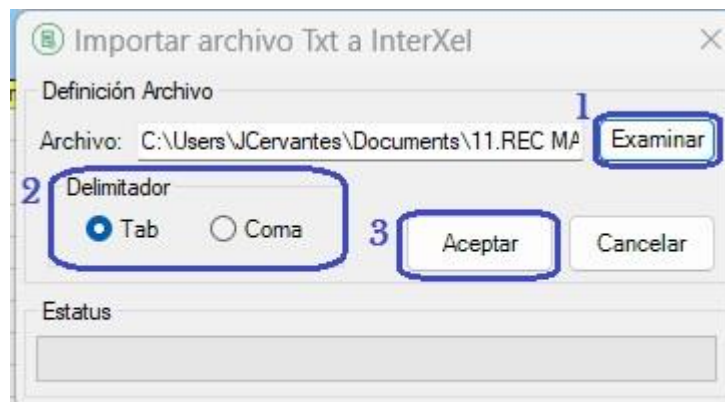 Importar archivo Txt a InterXel
Definición Archivo
1
Archivo: C:\Users\JCervantes\Documents\11.REC MA Examinar
2 Delimitador
Tab Coma 3 Aceptar Cancelar
Estatus